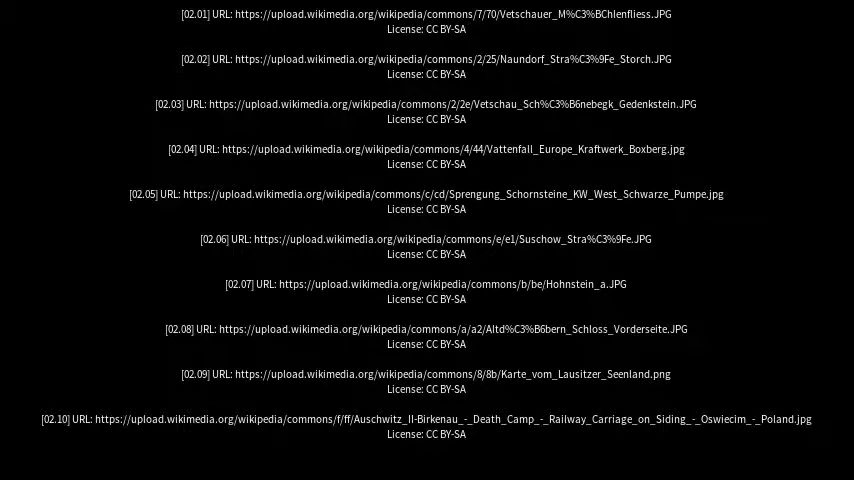 [02.01] URL: https://upload.wikimedia.org/wikipedia/commons/7/70/Vetschauer_M%C3%BChlenfliess.JPG
License: CC BY-SA
[02.02] URL: https://upload.wikimedia.org/wikipedia/commons/2/25/Naundorf_Stra%C3%9Fe_Storch.JPG
License: CC BY-SA
[02.03] URL: https://upload.wikimedia.org/wikipedia/commons/2/2e/Vetschau_Sch%C3%B6nebegk_Gedenkstein.JPG
License: CC BY-SA
[02.04] URL: https://upload.wikimedia.org/wikipedia/commons/4/44/Vattenfall_Europe_Kraftwerk_Boxberg.jpg
License: CC BY-SA
[02.05] URL: https://upload.wikimedia.org/wikipedia/commons/c/cd/Sprengung_Schornsteine_KW_West_Schwarze_Pumpe.jpg
License: CC BY-SA
[02.06] URL: https://upload.wikimedia.org/wikipedia/commons/e/e1/Suschow_Stra%C3%9Fe.JPG
License: CC BY-SA
[02.07] URL: https://upload.wikimedia.org/wikipedia/commons/b/be/Hohnstein_a.JPG
License: CC BY-SA
[02.08] URL: https://upload.wikimedia.org/wikipedia/commons/a/a2/Altd%C3%B6bern_Schloss_Vorderseite.JPG
License: CC BY-SA
[02.09] URL: https://upload.wikimedia.org/wikipedia/commons/8/8b/Karte_vom_Lausitzer_Seenland.png
License: CC BY-SA
[02.10] URL: https://upload.wikimedia.org/wikipedia/commons/f/ff/Auschwitz_II-Birkenau_-_Death_Camp_-_Railway_Carriage_on_Siding_-_Oswiecim_-_Poland.jpg
License: CC BY-SA